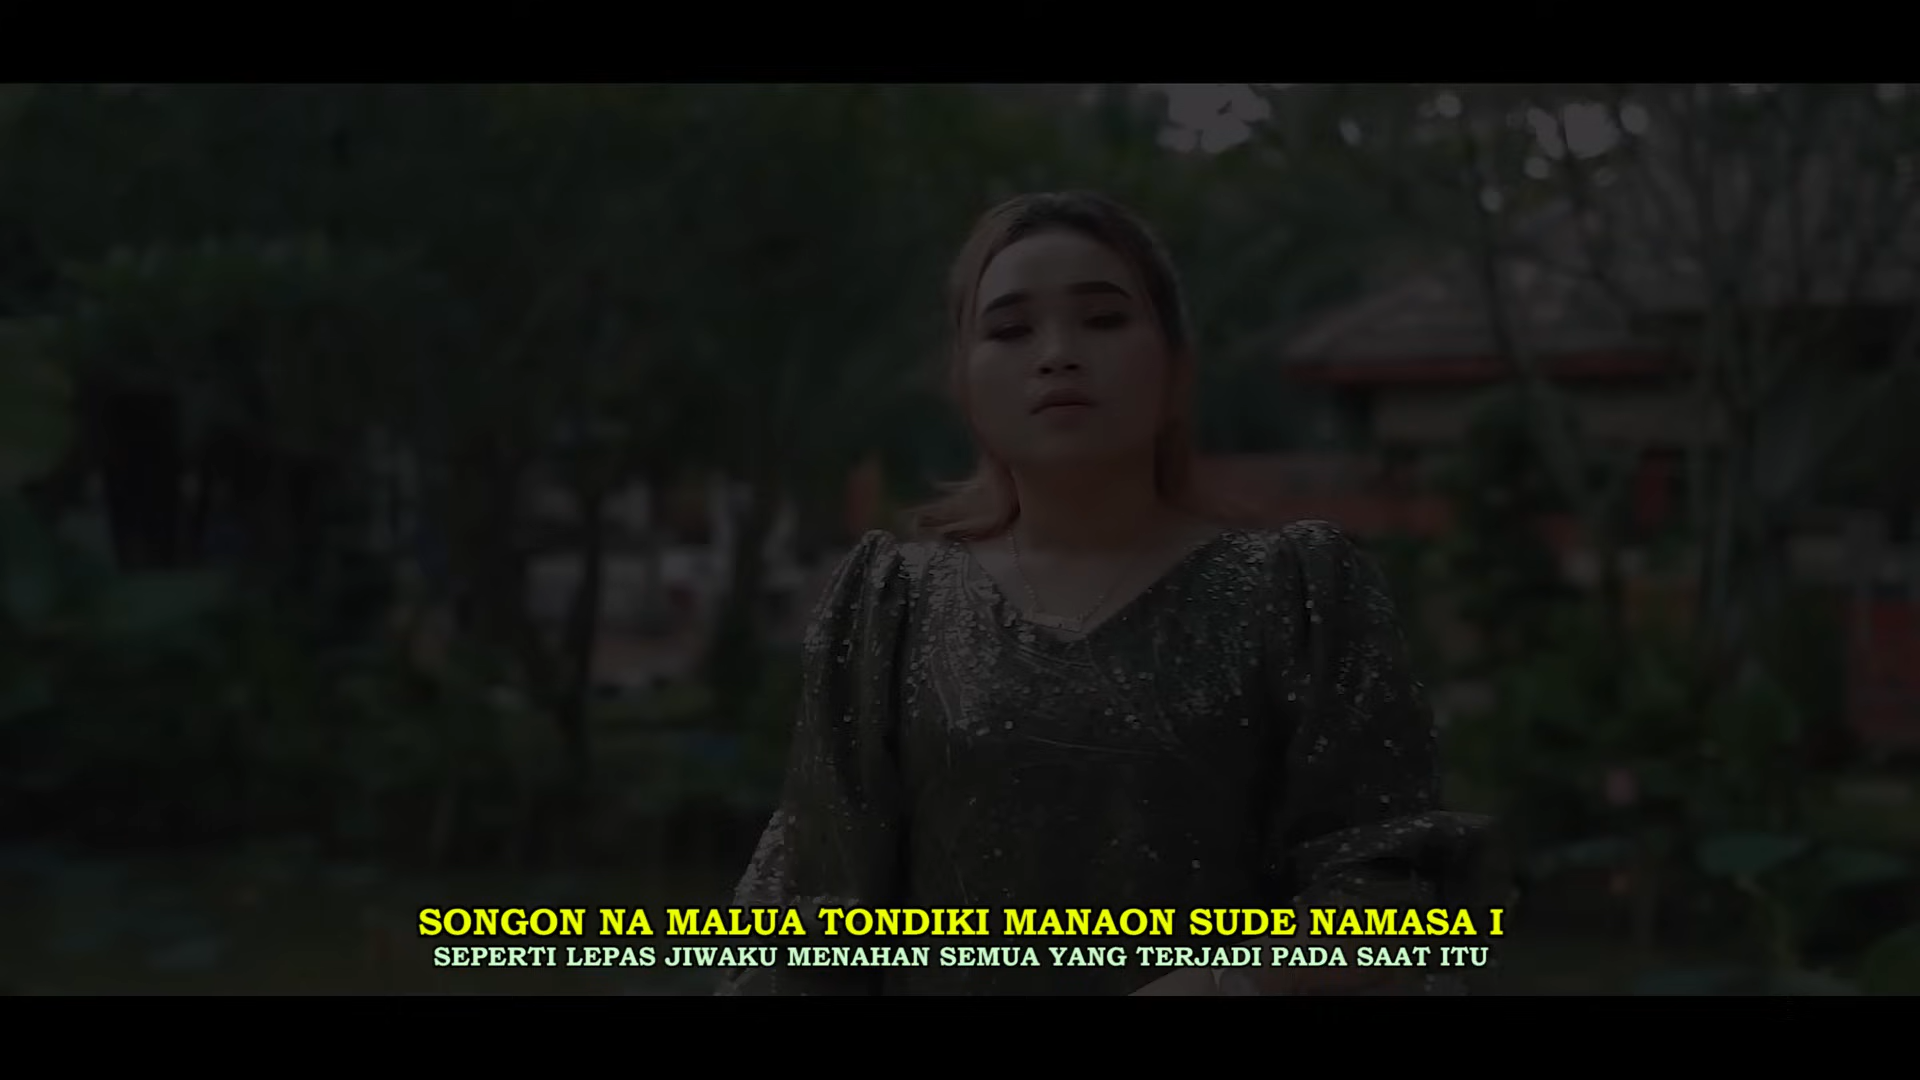 SONGON NA MALUA TONDIKI MANAON SUDE NAMASA I
SEPERTI LEPAS JIWAKU MENAHAN SEMUA YANG TERJADI PADA SAAT ITU